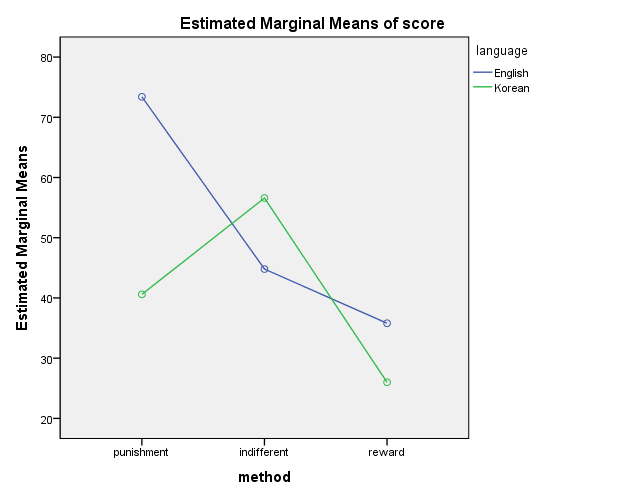 Estimated Marginal Means of score
language
English
Korean
Estimated Marginal Means
80
70
60
50
40
30
20
punishment
indifferent
reward
method